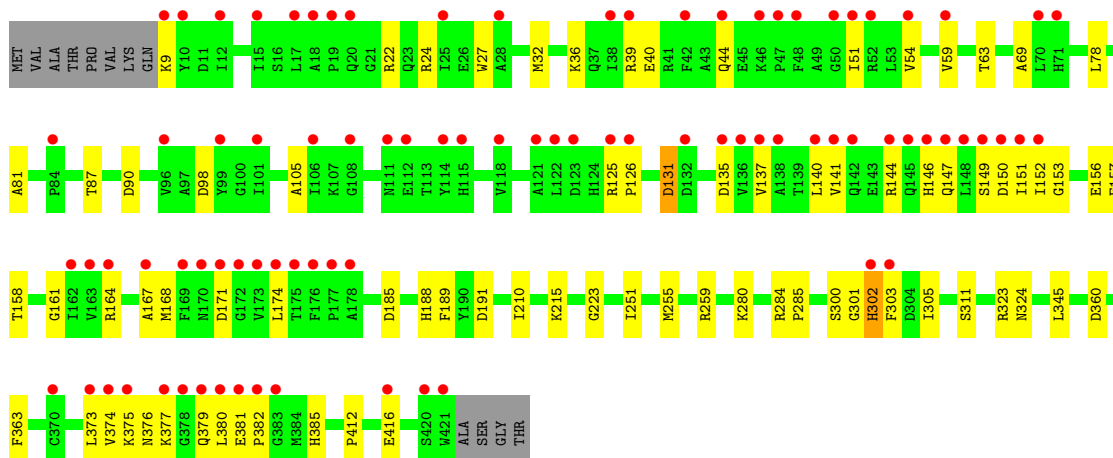 MET VAL ALA THR PRO VAL LYS GLN K9 Y10 D11 I12 I15 S16 L17 A18 P19 Q20 G21 R22 Q23 R24 I25 E26 W27 A28 M32 K36 Q37 I38 R39 E40 R41 F42 A43 Q44 E45 K46 P47 F48 A49 G50 I51 R52 L53 V54 V59 T63 A69 L70 H71 L78
A81 P84 T87 D90 V96 A97 D98 Y99 G100 I101 A105 I106 K107 G108 N111 E112 T113 Y114 H115 V118 A121 L122 D123 H124 R125 P126 D131 D132 D135 V136 V137 A138 T139 L140 V141 Q142 E143 R144 Q145 H146 Q147 L148 S149 D150 I151 I152 G153 E156
T158 G161 I162 V163 R164 A167 M168 F169 N170 D171 G172 V173 L174 T175 F176 P177 A178 D185 H188 F189 Y190 D191 I210 K215 G223 I251 M255 R259 K280 R284 P285 S300 G301 H302 F303 D304 I305 S311 R323 N324 L345 D360
F363 C370 L373 V374 K375 N376 K377 G378 Q379 L380 E381 P382 G383 M384 H385 P412 E416 S420 W421 ALA SER GLY THR